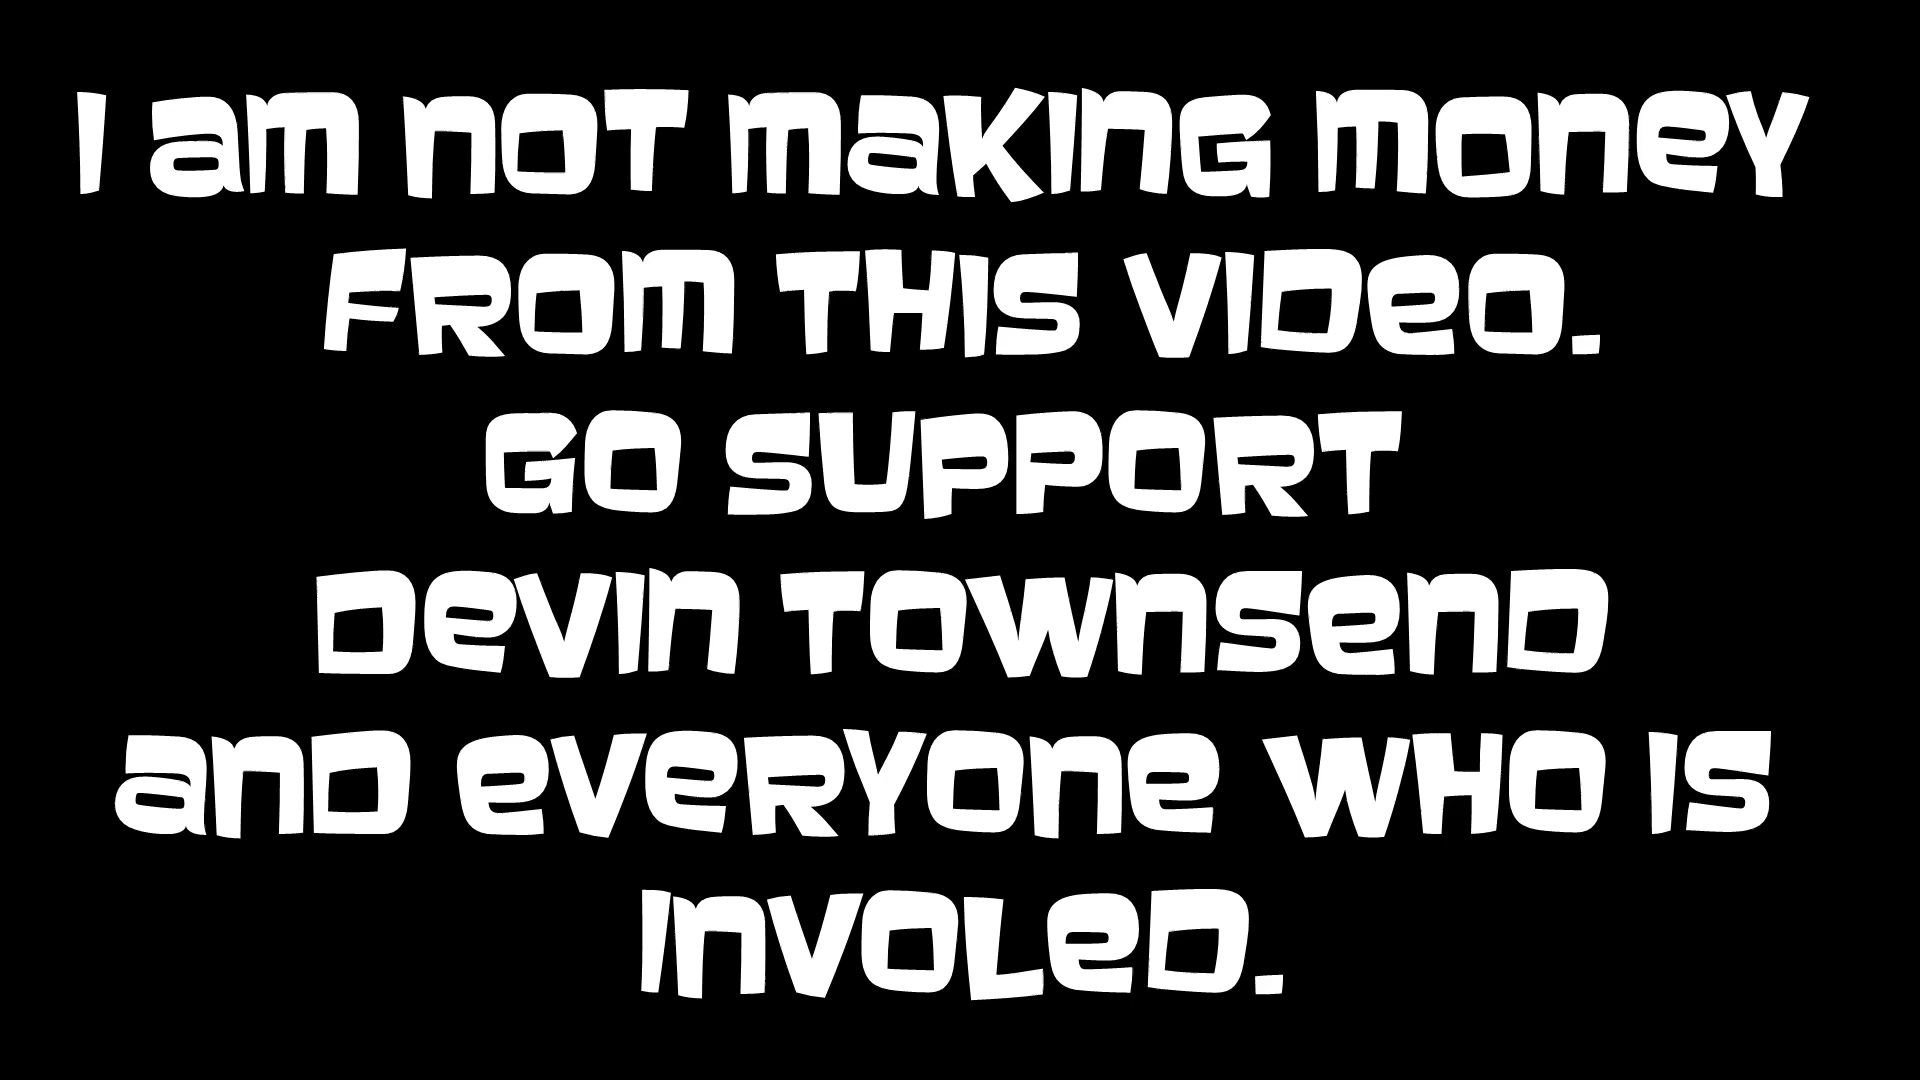 I am not making money
from this video.
Go support
Devin Townsend
and everyone who is
involed.